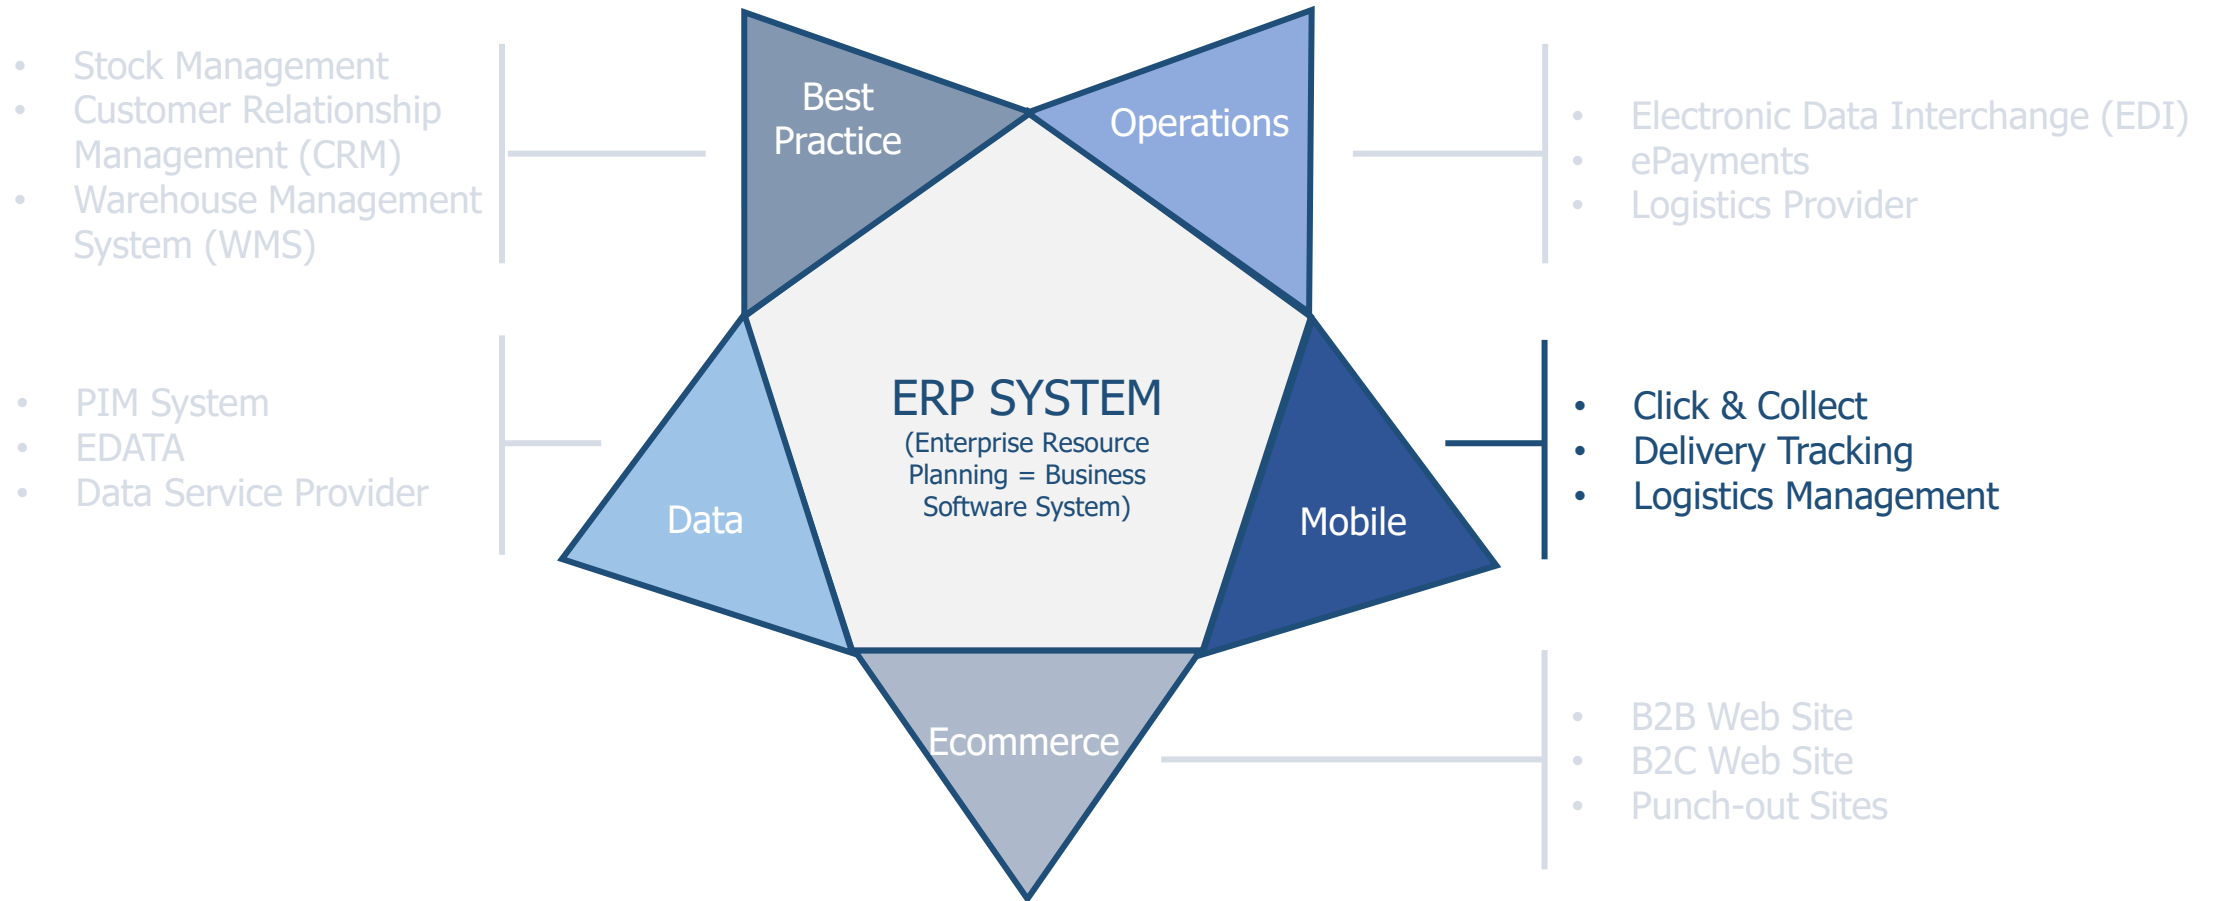 • Stock Management
• Customer Relationship
Management (CRM)
• Warehouse Management
System (WMS)
Best
Practice
Operations
• Electronic Data Interchange (EDI)
• ePayments
• Logistics Provider
• PIM System
• EDATA
• Data Service Provider
Data
ERP SYSTEM
(Enterprise Resource
Planning = Business
Software System)
Mobile
• Click & Collect
• Delivery Tracking
• Logistics Management
Ecommerce
• B2B Web Site
• B2C Web Site
• Punch-out Sites